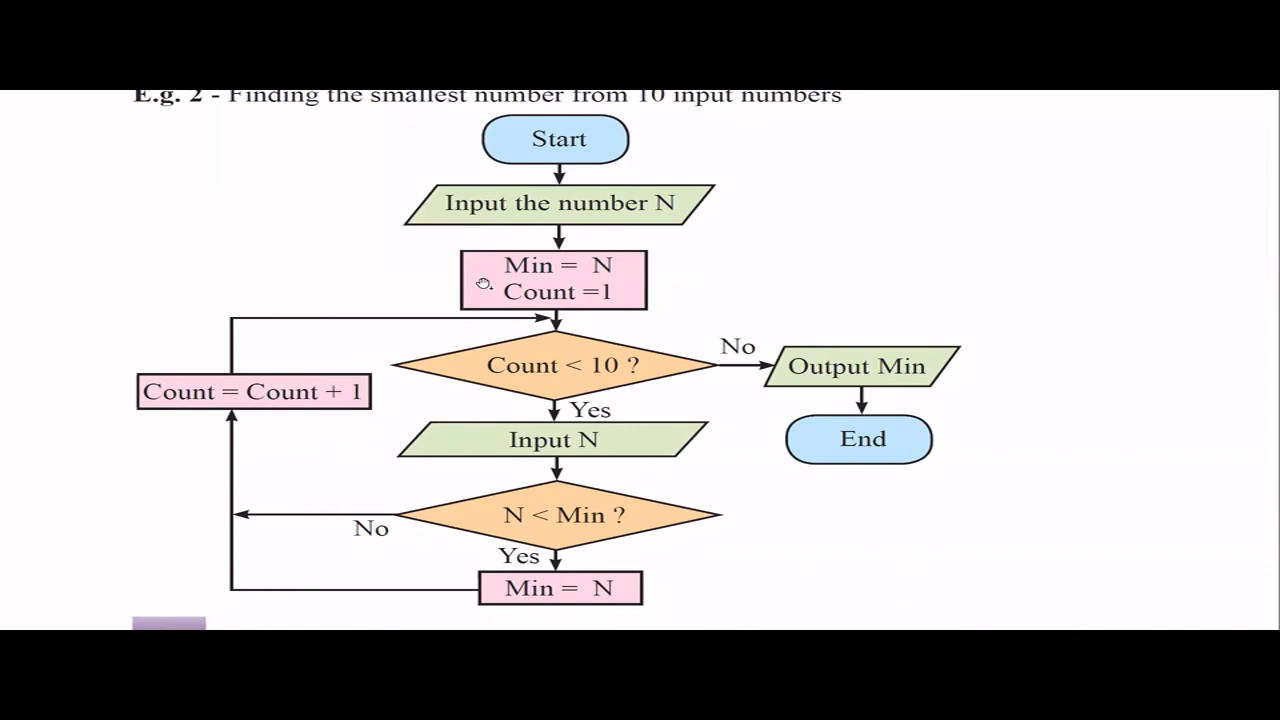 E.g. 2 - Finding the smallest number from 10 input numbers
Start
Input the number N
Min = N
Count =1
Count < 10 ?
No
Output Min
End
Yes
Input N
N < Min ?
No
Yes
Min = N
Count = Count + 1